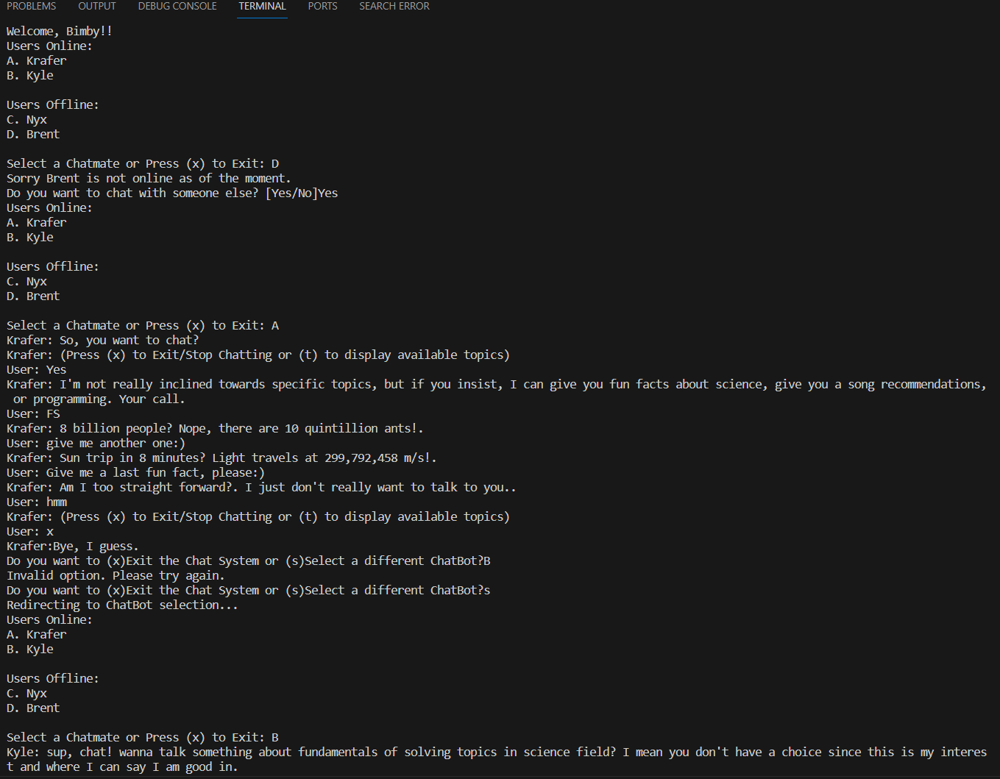 PROBLEMS OUTPUT DEBUG CONSOLE TERMINAL PORTS SEARCH ERROR
Welcome, Bimby!!
Users Online:
A. Krafer
B. Kyle
Users Offline:
C. Nyx
D. Brent
Select a Chatmate or Press (x) to Exit: D
Sorry Brent is not online as of the moment.
Do you want to chat with someone else? [Yes/No]Yes
Users Online:
A. Krafer
B. Kyle
Users Offline:
C. Nyx
D. Brent
Select a Chatmate or Press (x) to Exit: A
Krafer: So, you want to chat?
Krafer: (Press (x) to Exit/Stop Chatting or (t) to display available topics)
User: Yes
Krafer: I'm not really inclined towards specific topics, but if you insist, I can give you fun facts about science, give you a song recommendations,
or programming. Your call.
User: FS
Krafer: 8 billion people? Nope, there are 10 quintillion ants!.
User: give me another one:)
Krafer: Sun trip in 8 minutes? Light travels at 299,792,458 m/s!.
User: Give me a last fun fact, please:)
Krafer: Am I too straight forward?. I just don't really want to talk to you..
User: hmm
Krafer: (Press (x) to Exit/Stop Chatting or (t) to display available topics)
User: x
Krafer:Bye, I guess.
Do you want to (x)Exit the Chat System or (s)Select a different ChatBot?B
Invalid option. Please try again.
Do you want to (x)Exit the Chat System or (s)Select a different ChatBot?s
Redirecting to ChatBot selection...
Users Online:
A. Krafer
B. Kyle
Users Offline:
C. Nyx
D. Brent
Select a Chatmate or Press (x) to Exit: B
Kyle: sup, chat! wanna talk something about fundamentals of solving topics in science field? I mean you don't have a choice since this is my interes
t and where I can say I am good in.